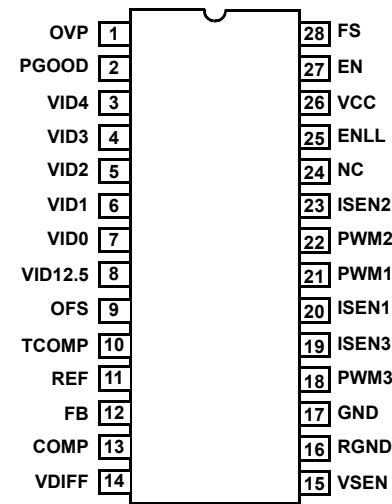 OVP 1 28 FS
PGOOD 2 27 EN
VID4 3 26 VCC
VID3 4 25 ENLL
VID2 5 24 NC
VID1 6 23 ISEN2
VID0 7 22 PWM2
VID12.5 8 21 PWM1
OFS 9 20 ISEN1
TCOMP 10 19 ISEN3
REF 11 18 PWM3
FB 12 17 GND
COMP 13 16 RGND
VDIFF 14 15 VSEN